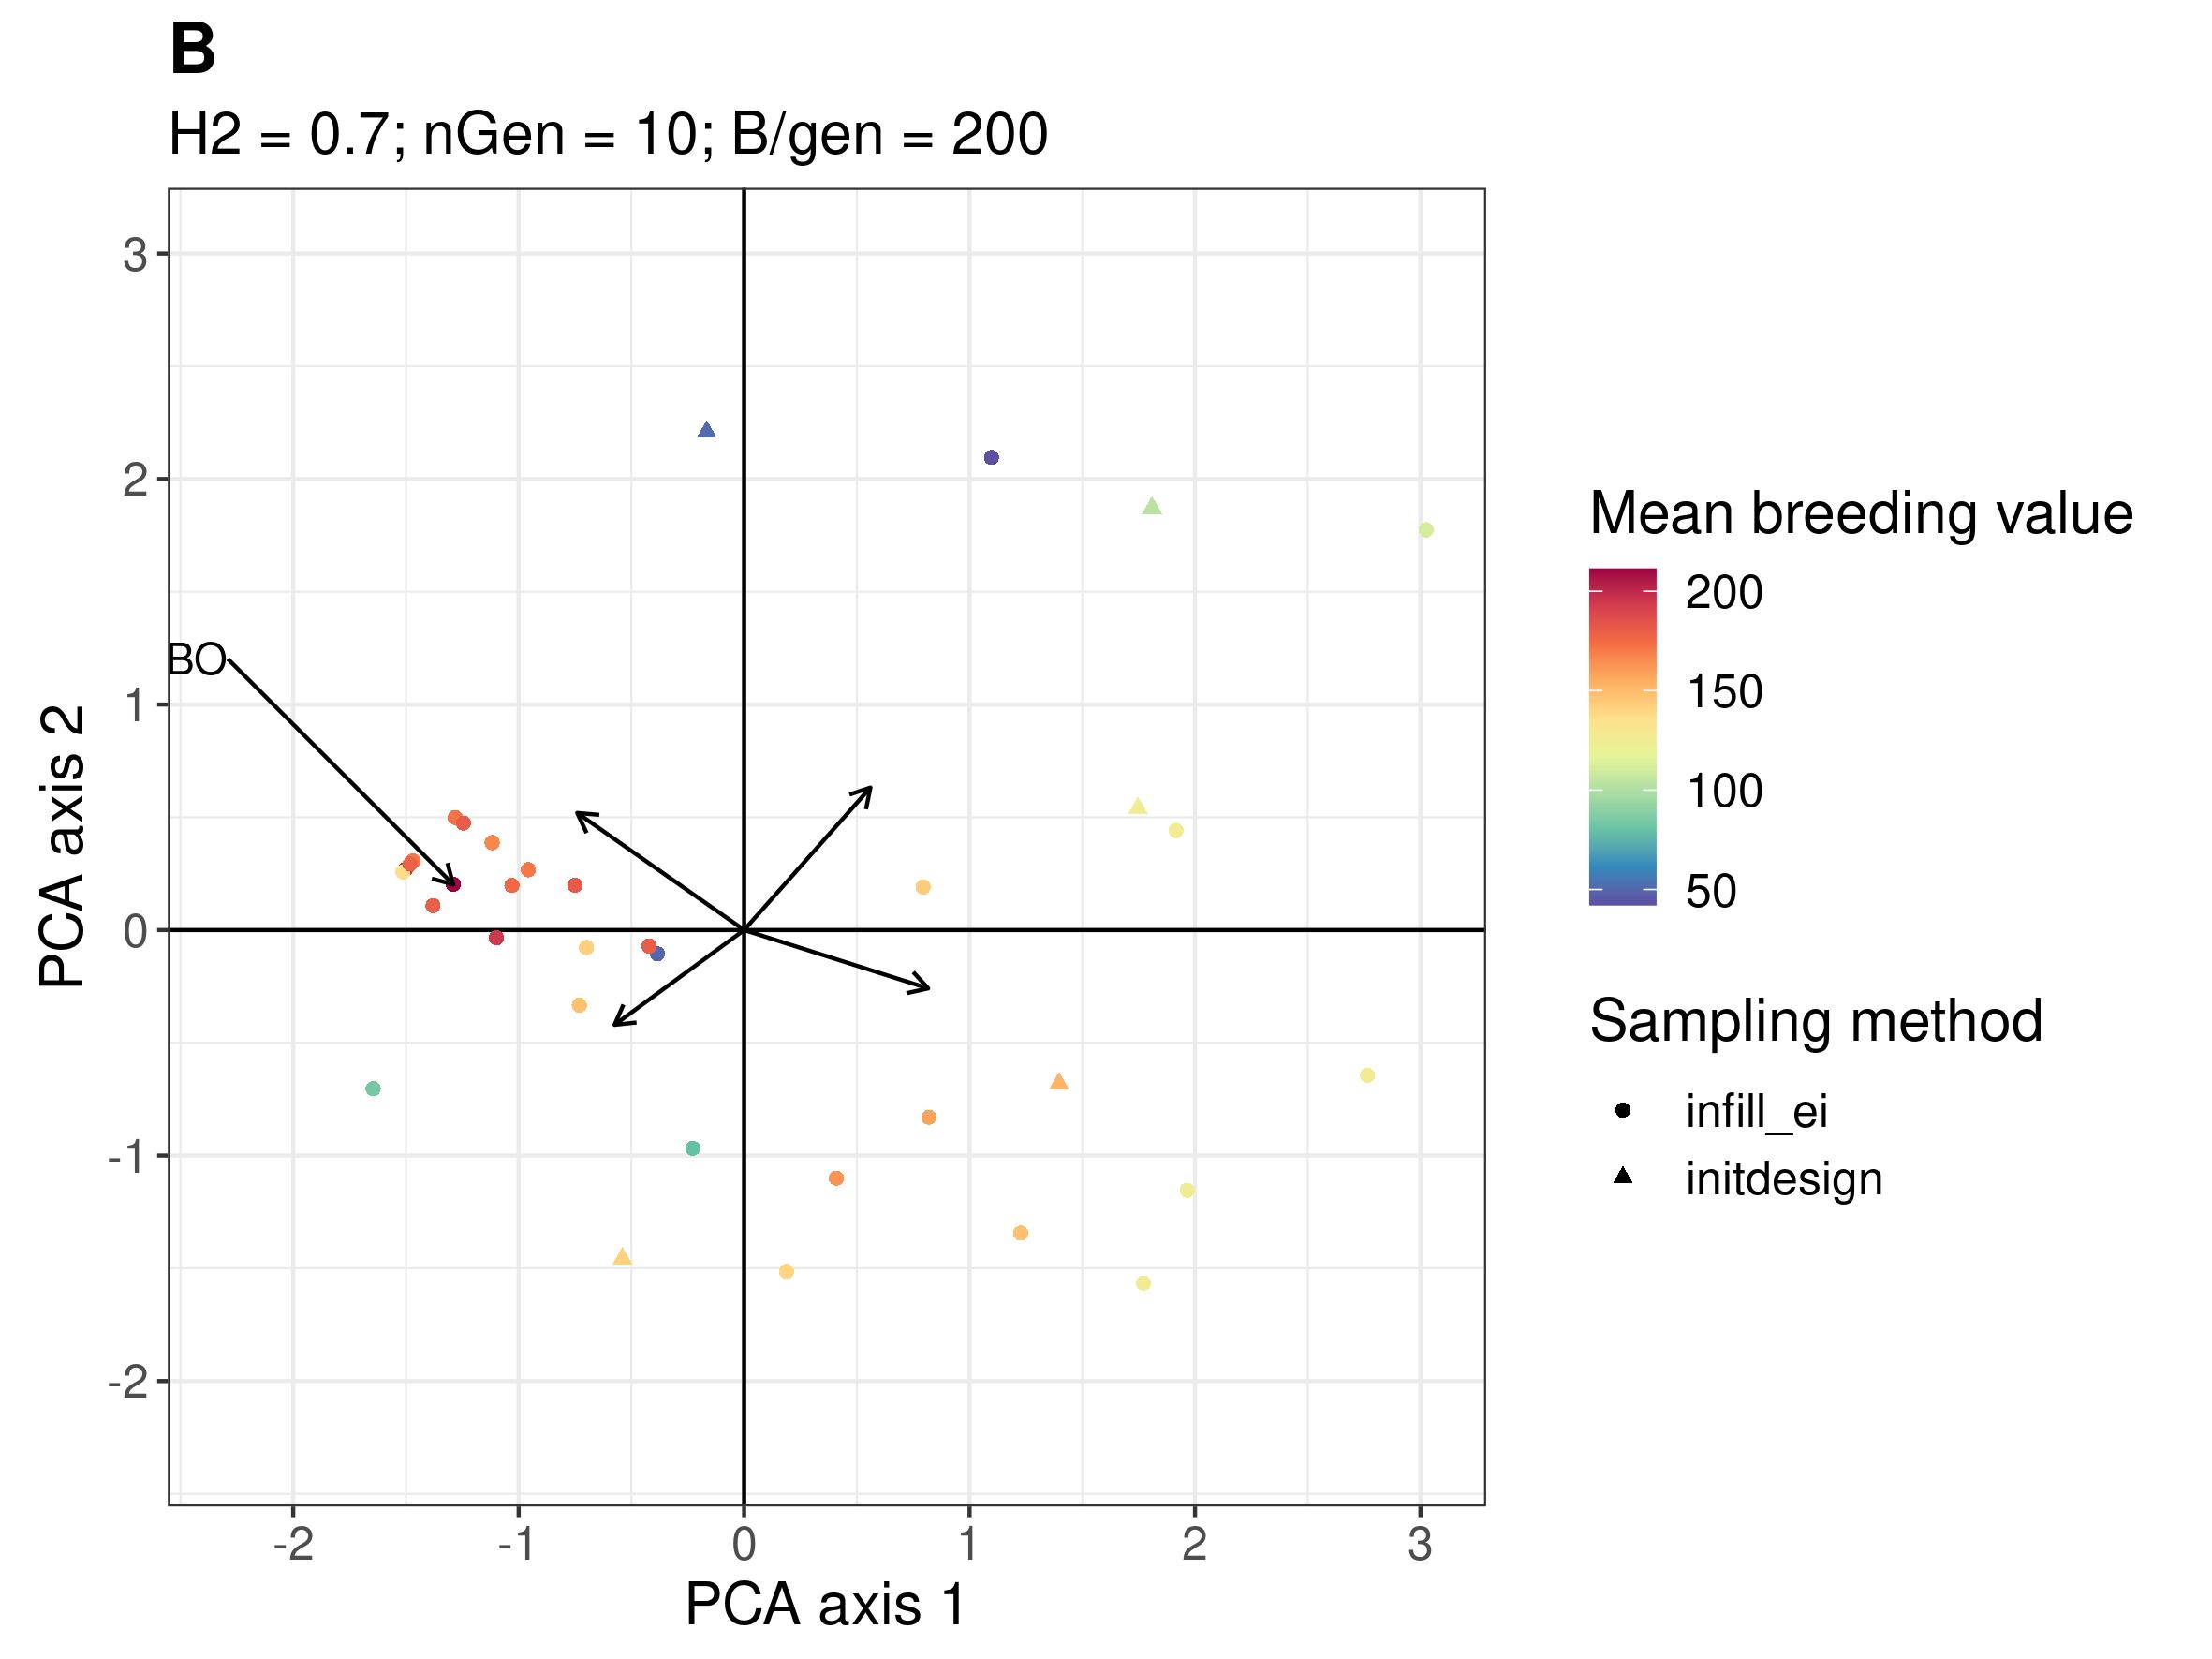 B
H2 = 0.7; nGen = 10; B/gen = 200
3
2
1
0
-1
-2
BO
-2
-1
0
1
2
3
PCA axis 1
PCA axis 2
Mean breeding value
200
150
100
50
Sampling method
infill_ei
initdesign